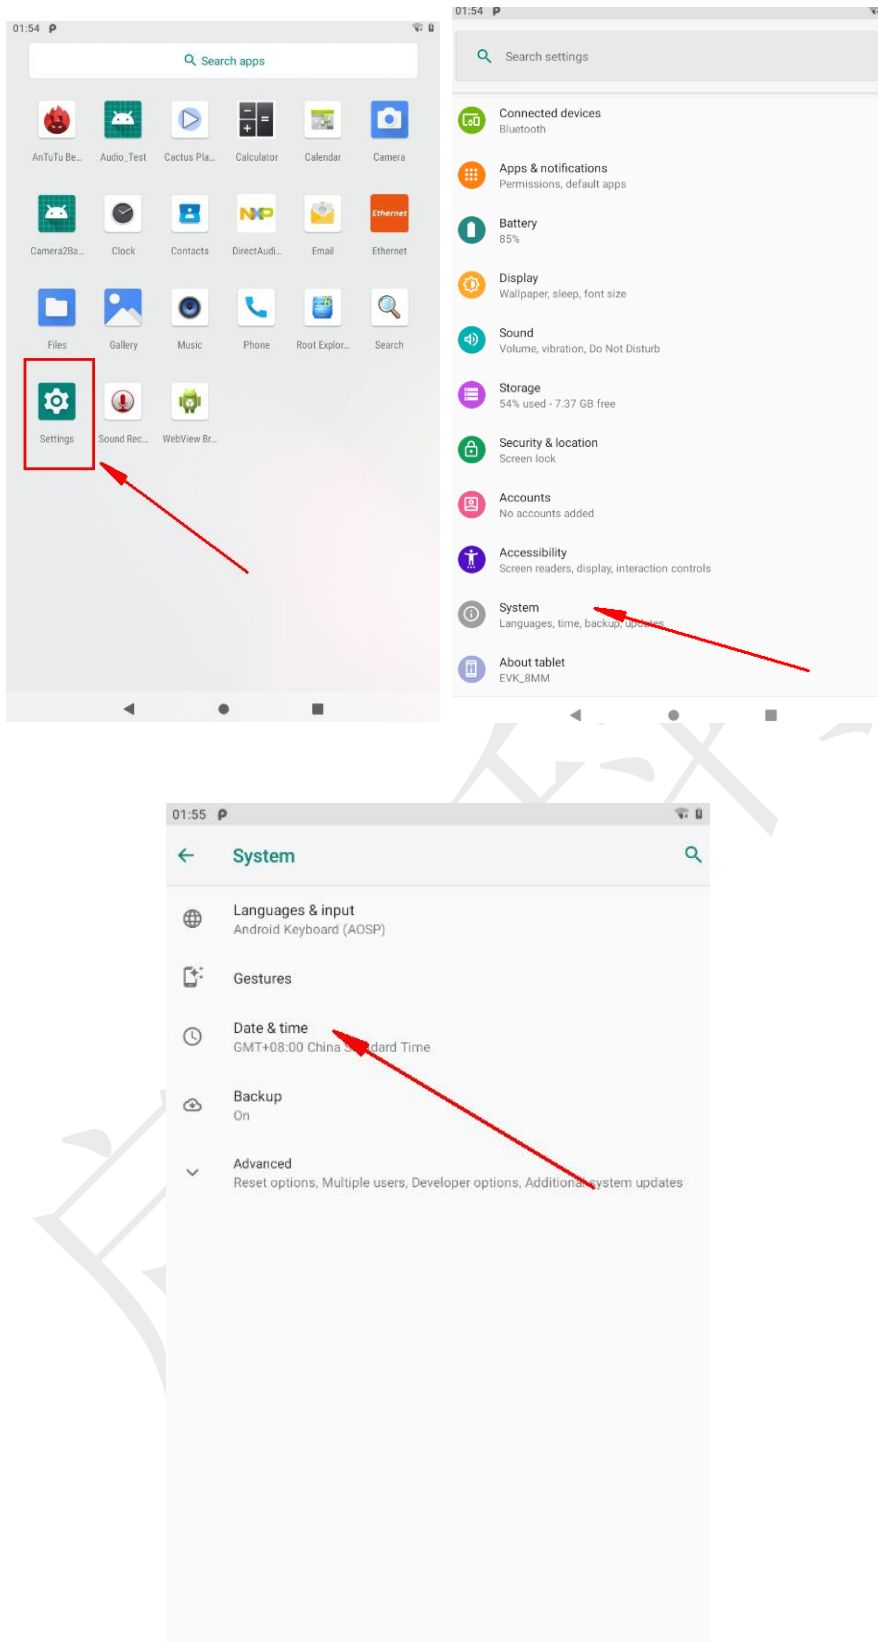 01:54
Search apps
AnTuTu Be...
Audio_Test
Cactus Pla...
Calculator
Calendar
Camera
Ethernet
Camera2Ba...
Clock
Contacts
DirectAudi...
Email
Ethernet
Files
Gallery
Music
Phone
Root Explor...
Search
Settings
Sound Rec...
WebView Br...
01:54
Search settings
Connected devices
Bluetooth
Apps & notifications
Permissions, default apps
Battery
85%
Display
Wallpaper, sleep, font size
Sound
Volume, vibration, Do Not Disturb
Storage
54% used - 7.37 GB free
Security & location
Screen lock
Accounts
No accounts added
Accessibility
Screen readers, display, interaction controls
System
Languages, time, backup, updates
About tablet
EVK_8MM
01:55
System
Languages & input
Android Keyboard (AOSP)
Gestures
Date & time
GMT+08:00 China Standard Time
Backup
On
Advanced
Reset options, Multiple users, Developer options, Additional system updates